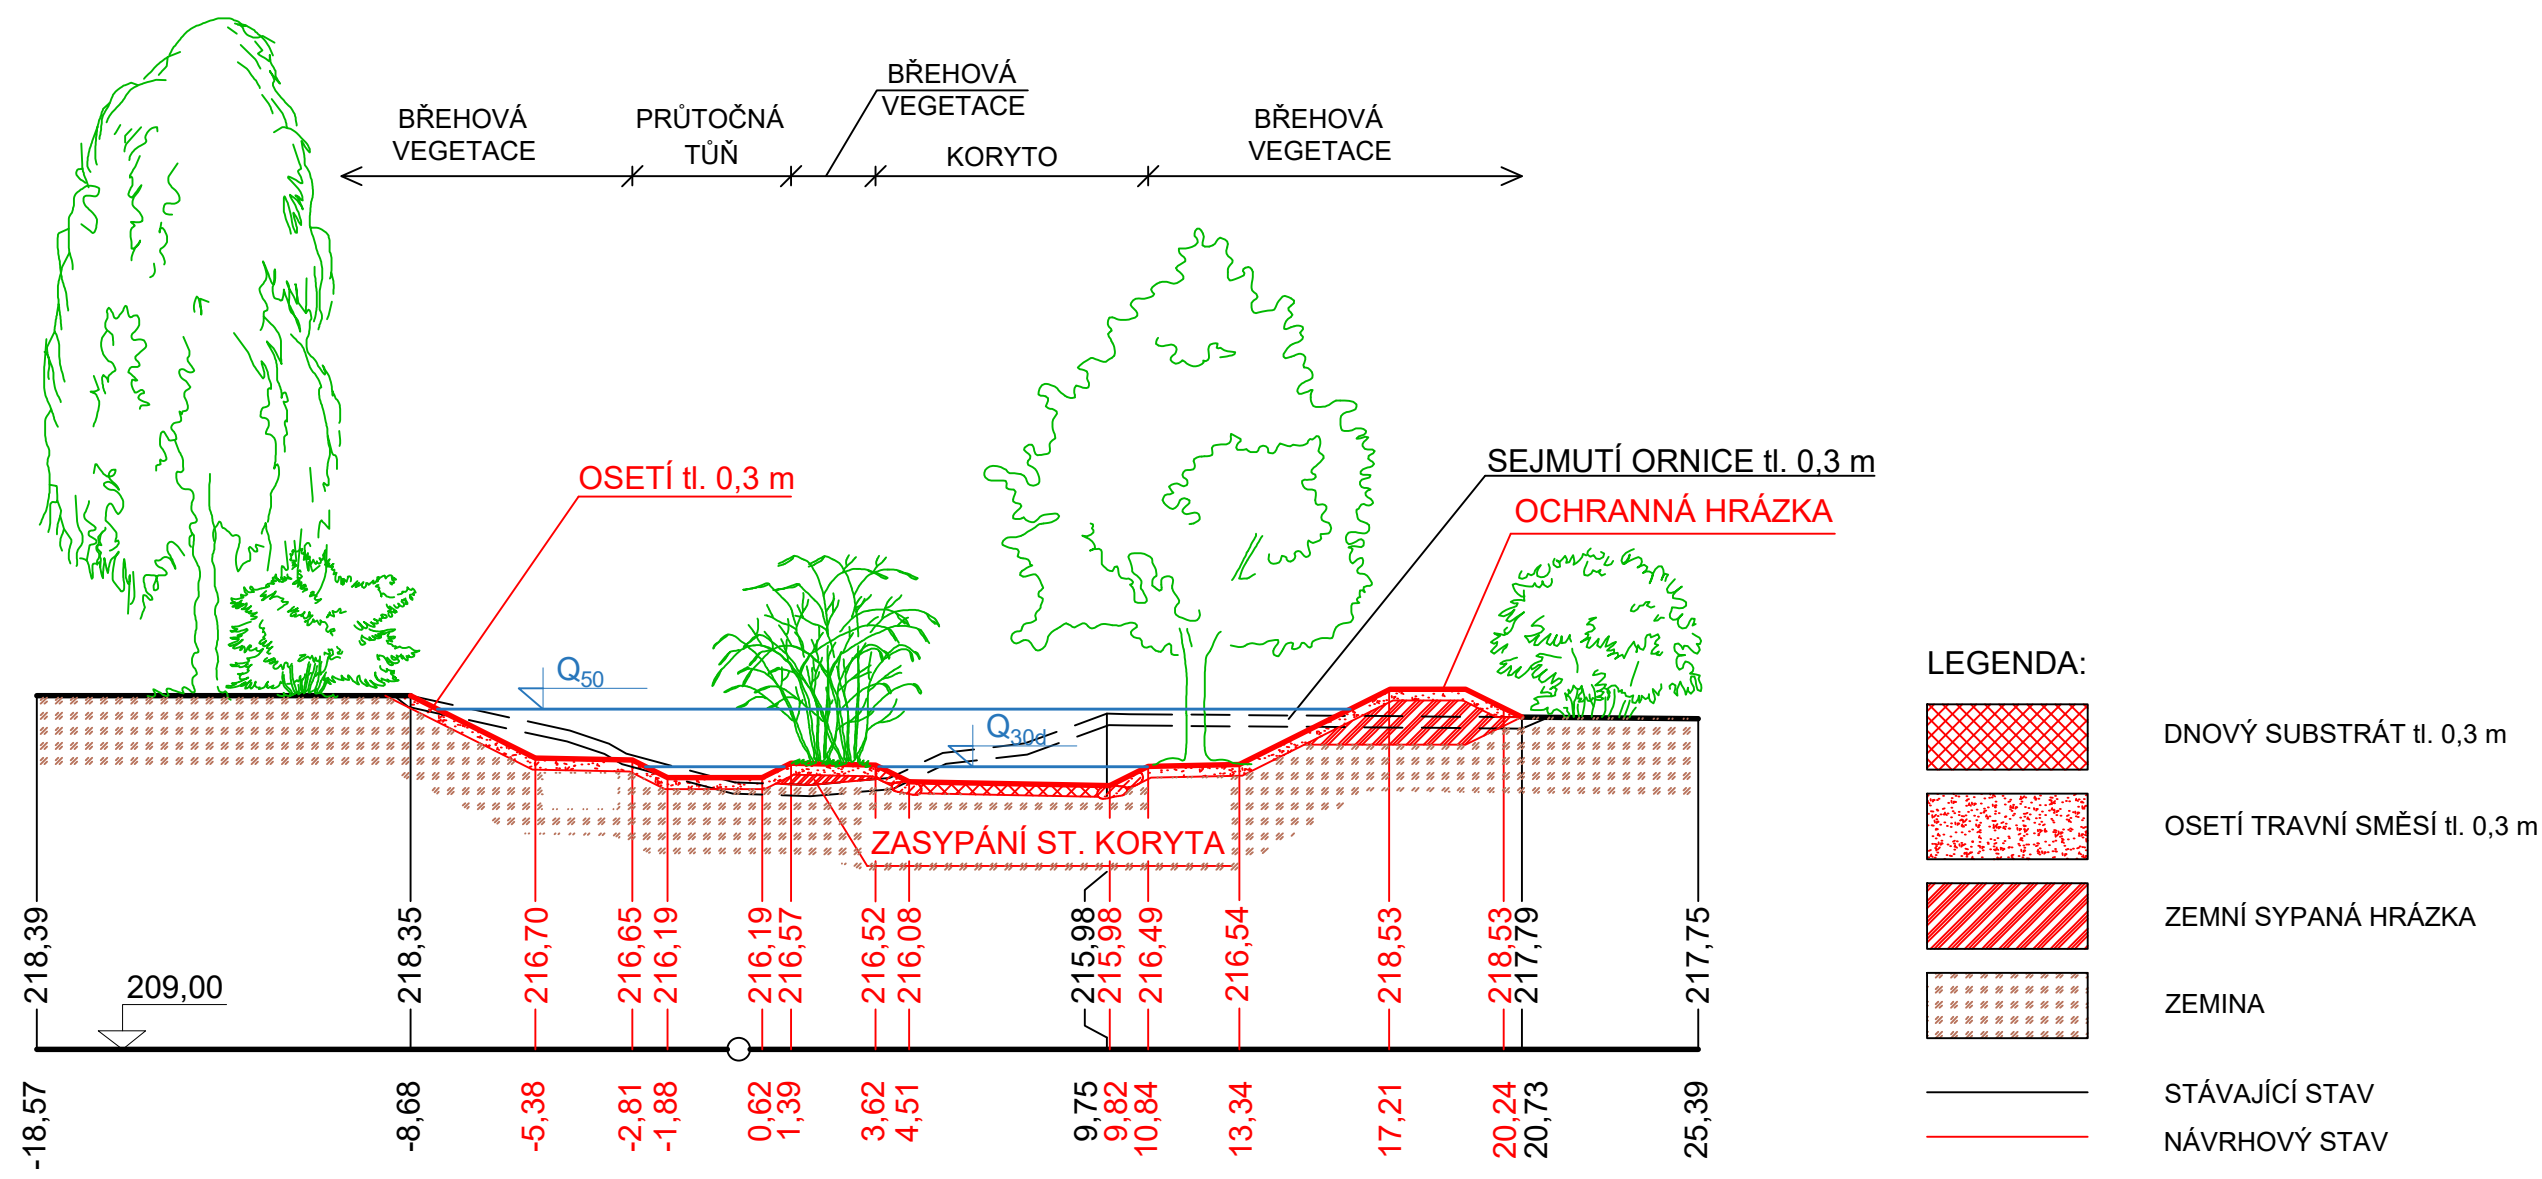 BŘEHOVÁ
VEGETACE
PRŮTOČNÁ
TŮŇ
BŘEHOVÁ
VEGETACE
KORYTO
BŘEHOVÁ
VEGETACE
OSETÍ tl. 0,3 m
SEJMUTÍ ORNICE tl. 0,3 m
OCHRANNÁ HRÁZKA
Q50
Q30d
ZASYPÁNÍ ST. KORYTA
218,39
218,35
216,70
216,65
216,19
216,19
216,57
216,52
216,08
215,98
215,98
216,49
216,54
218,53
218,53
217,79
217,75
209,00
-18,57
-8,68
-5,38
-2,81
-1,88
0,62
1,39
3,62
4,51
9,75
9,82
10,84
13,34
17,21
20,24
20,73
25,39
LEGENDA:
DNOVÝ SUBSTRÁT tl. 0,3 m
OSETÍ TRAVNÍ SMĚSÍ tl. 0,3 m
ZEMNÍ SYPANÁ HRÁZKA
ZEMINA
STÁVAJÍCÍ STAV
NÁVRHOVÝ STAV